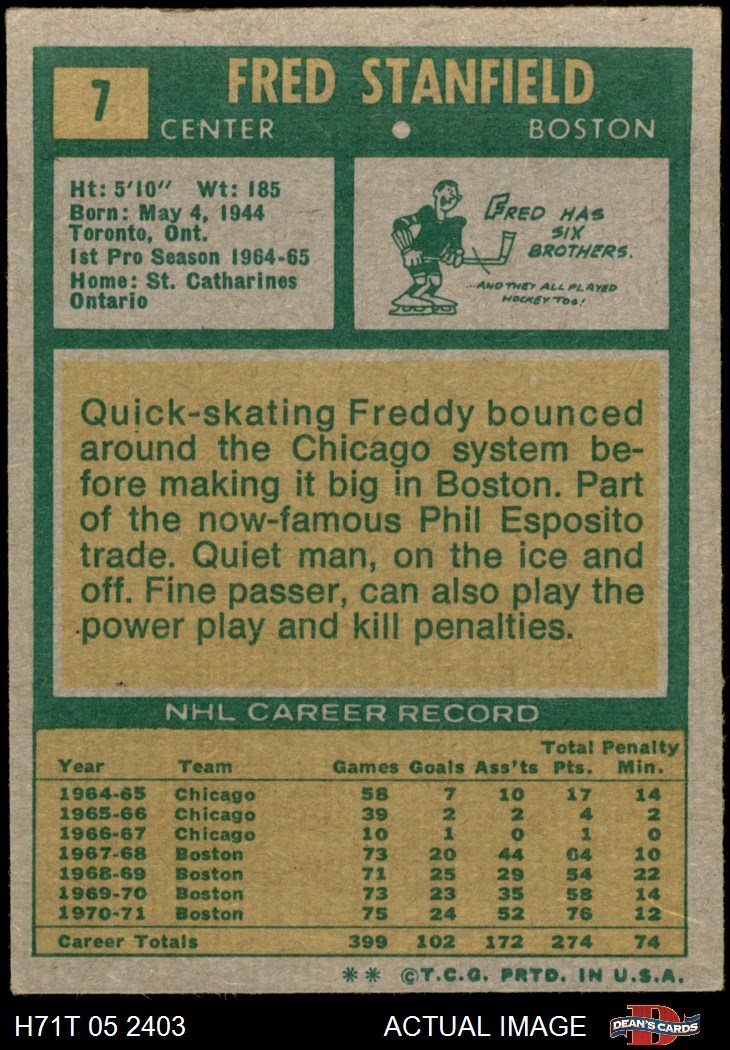 7
FRED STANFIELD
CENTER BOSTON
Ht: 5'10" Wt: 185
Born: May 4, 1944
Toronto, Ont.
1st Pro Season 1964-65
Home: St. Catharines
Ontario
FRED HAS
SIX
BROTHERS.
...AND THEY ALL PLAYED
HOCKEY TOO!
Quick-skating Freddy bounced
around the Chicago system be-
fore making it big in Boston. Part
of the now-famous Phil Esposito
trade. Quiet man, on the ice and
off. Fine passer, can also play the
power play and kill penalties.
NHL CAREER RECORD
Total Penalty
Year Team Games Goals Ass'ts Pts. Min.
1964-65 Chicago 58 7 10 17 14
1965-66 Chicago 39 2 2 4 2
1966-67 Chicago 10 1 0 1 0
1967-68 Boston 73 20 44 64 10
1968-69 Boston 71 25 29 54 22
1969-70 Boston 73 23 35 58 14
1970-71 Boston 75 24 52 76 12
Career Totals 399 102 172 274 74
** ©T.C.G. PRTD. IN U.S.A.
H71T 05 2403 ACTUAL IMAGE DEAN'S CARDS